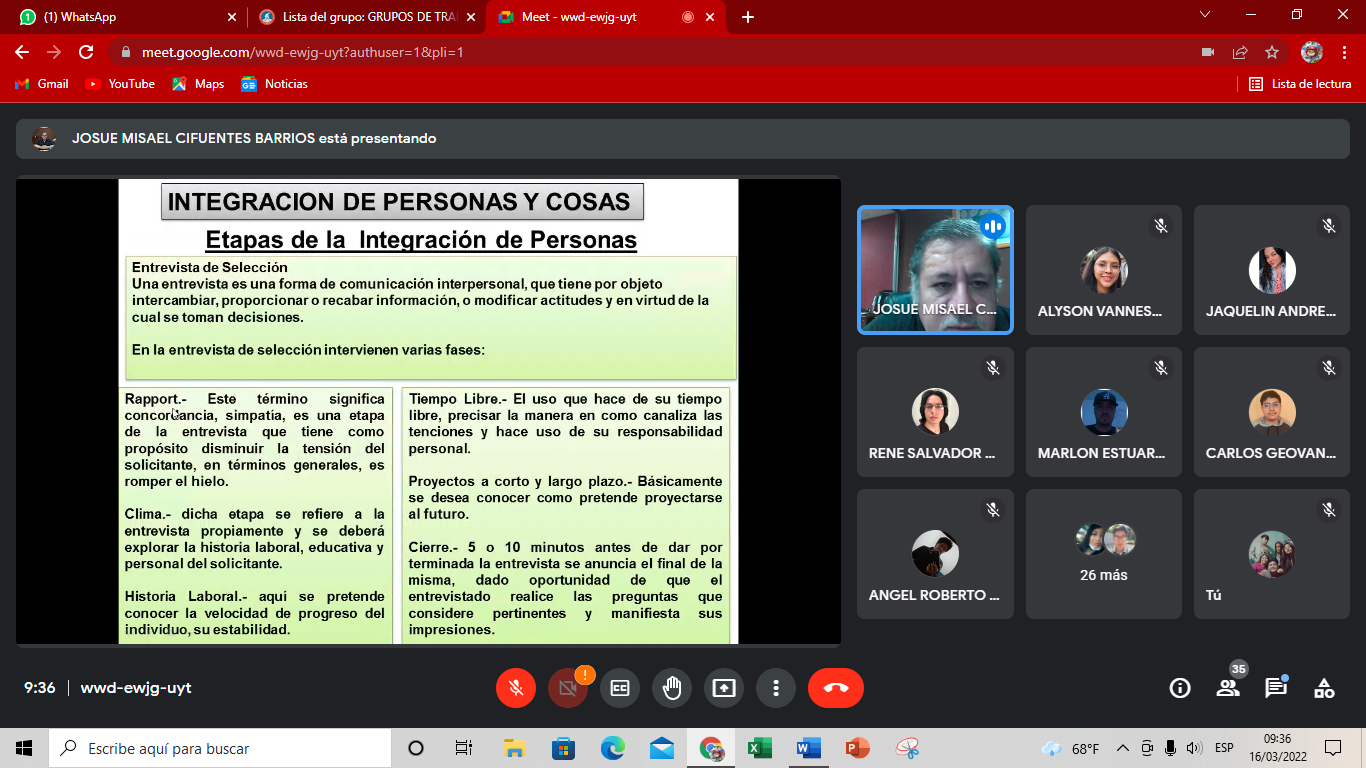 (1) WhatsApp
Lista del grupo: GRUPOS DE TRA
Meet - wwd-ewjg-uyt
meet.google.com/wwd-ewjg-uyt?authuser=1&pli=1
Gmail
YouTube
Maps
Noticias
Lista de lectura
JOSUE MISAEL CIFUENTES BARRIOS está presentando
INTEGRACION DE PERSONAS Y COSAS
Etapas de la Integración de Personas
Entrevista de Selección
Una entrevista es una forma de comunicación interpersonal, que tiene por objeto
intercambiar, proporcionar o recabar información, o modificar actitudes y en virtud de la
cual se toman decisiones.
En la entrevista de selección intervienen varias fases:
Rapport.- Este término significa
concordancia, simpatía, es una etapa
de la entrevista que tiene como
propósito disminuir la tensión del
solicitante, en términos generales, es
romper el hielo.
Clima.- dicha etapa se refiere a la
entrevista propiamente y se deberá
explorar la historia laboral, educativa y
personal del solicitante.
Historia Laboral.- aquí se pretende
conocer la velocidad de progreso del
individuo, su estabilidad.
Tiempo Libre.- El uso que hace de su tiempo
libre, precisar la manera en como canaliza las
tenciones y hace uso de su responsabilidad
personal.
Proyectos a corto y largo plazo.- Básicamente
se desea conocer como pretende proyectarse
al futuro.
Cierre.- 5 o 10 minutos antes de dar por
terminada la entrevista se anuncia el final de la
misma, dado oportunidad de que el
entrevistado realice las preguntas que
considere pertinentes y manifiesta sus
impresiones.
JOSUE MISAEL C...
ALYSON VANNES...
JAQUELIN ANDRE...
RENE SALVADOR ...
MARLON ESTUAR...
CARLOS GEOVAN...
ANGEL ROBERTO ...
26 más
Tú
9:36 | wwd-ewjg-uyt
35
Escribe aquí para buscar
68°F
ESP
09:36
16/03/2022